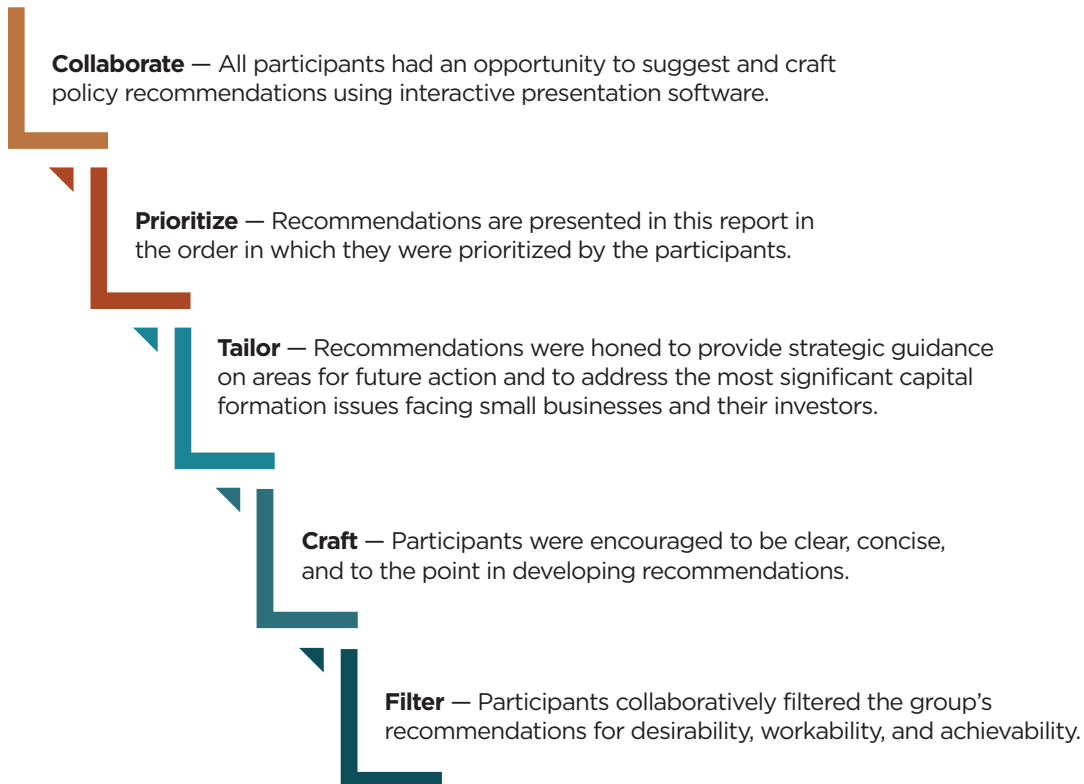 Collaborate — All participants had an opportunity to suggest and craft
policy recommendations using interactive presentation software.
Prioritize — Recommendations are presented in this report in
the order in which they were prioritized by the participants.
Tailor — Recommendations were honed to provide strategic guidance
on areas for future action and to address the most significant capital
formation issues facing small businesses and their investors.
Craft — Participants were encouraged to be clear, concise,
and to the point in developing recommendations.
Filter — Participants collaboratively filtered the group’s
recommendations for desirability, workability, and achievability.